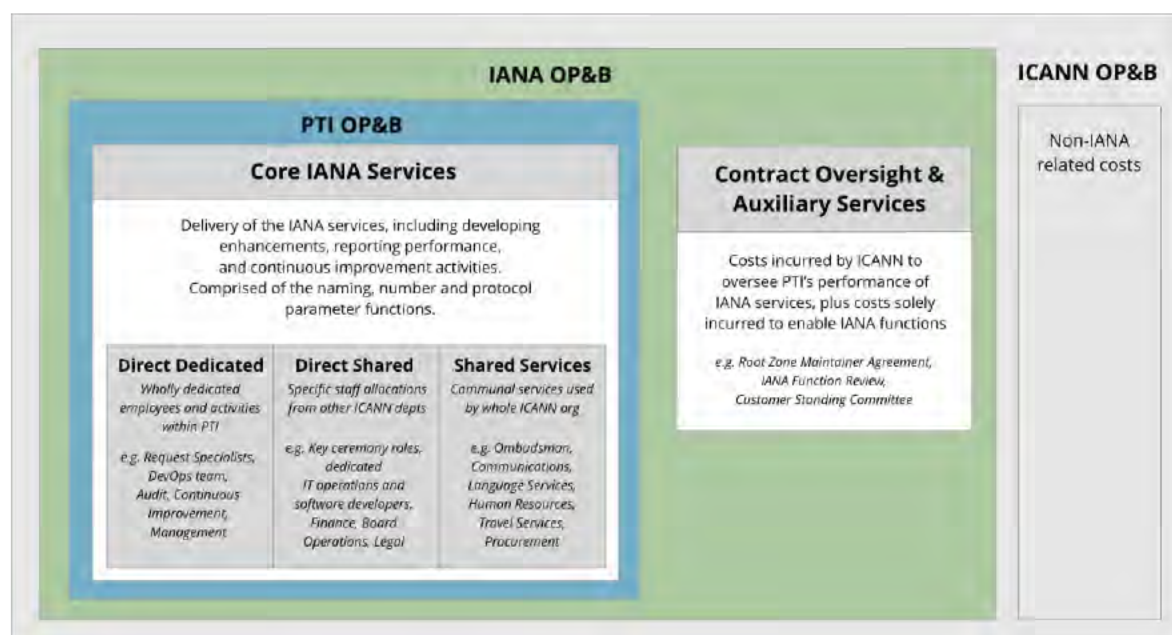 IANA OP&B
ICANN OP&B
PTI OP&B
Core IANA Services
Delivery of the IANA services, including developing
enhancements, reporting performance,
and continuous improvement activities.
Comprised of the naming, number and protocol
parameter functions.
Direct Dedicated
Wholly dedicated
employees and activities
within PTI
e.g. Request Specialists,
DevOps team,
Audit, Continuous
Improvement,
Management
Direct Shared
Specific staff allocations
from other ICANN depts
e.g. Key ceremony roles,
dedicated
IT operations and
software developers,
Finance, Board
Operations, Legal
Shared Services
Communal services used
by whole ICANN org
e.g. Ombudsman,
Communications,
Language Services,
Human Resources,
Travel Services,
Procurement
Contract Oversight &
Auxiliary Services
Costs incurred by ICANN to
oversee PTI's performance of
IANA services, plus costs solely
incurred to enable IANA functions
e.g. Root Zone Maintainer Agreement,
IANA Function Review,
Customer Standing Committee
Non-IANA
related costs